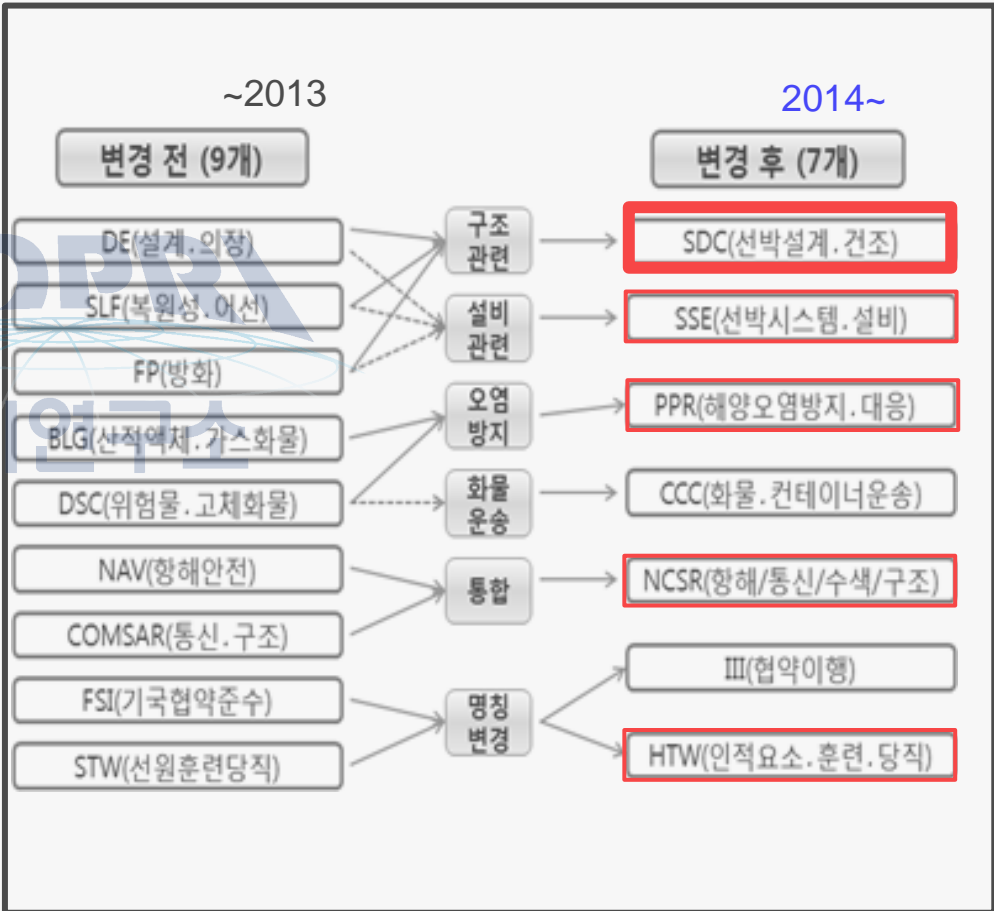 ~2013
2014~
변경 전 (9개)
변경 후 (7개)
DE(설계.의장)
SLF(복원성.어선)
FP(방화)
BLG(산적액체.가스화물)
DSC(위험물.고체화물)
NAV(항해안전)
COMSAR(통신.구조)
FSI(기국협약준수)
STW(선원훈련당직)
구조
관련
설비
관련
오염
방지
화물
운송
통합
명칭
변경
SDC(선박설계.건조)
SSE(선박시스템.설비)
PPR(해양오염방지.대응)
CCC(화물.컨테이너운송)
NCSR(항해/통신/수색/구조)
III(협약이행)
HTW(인적요소.훈련.당직)
OPRI
연구소